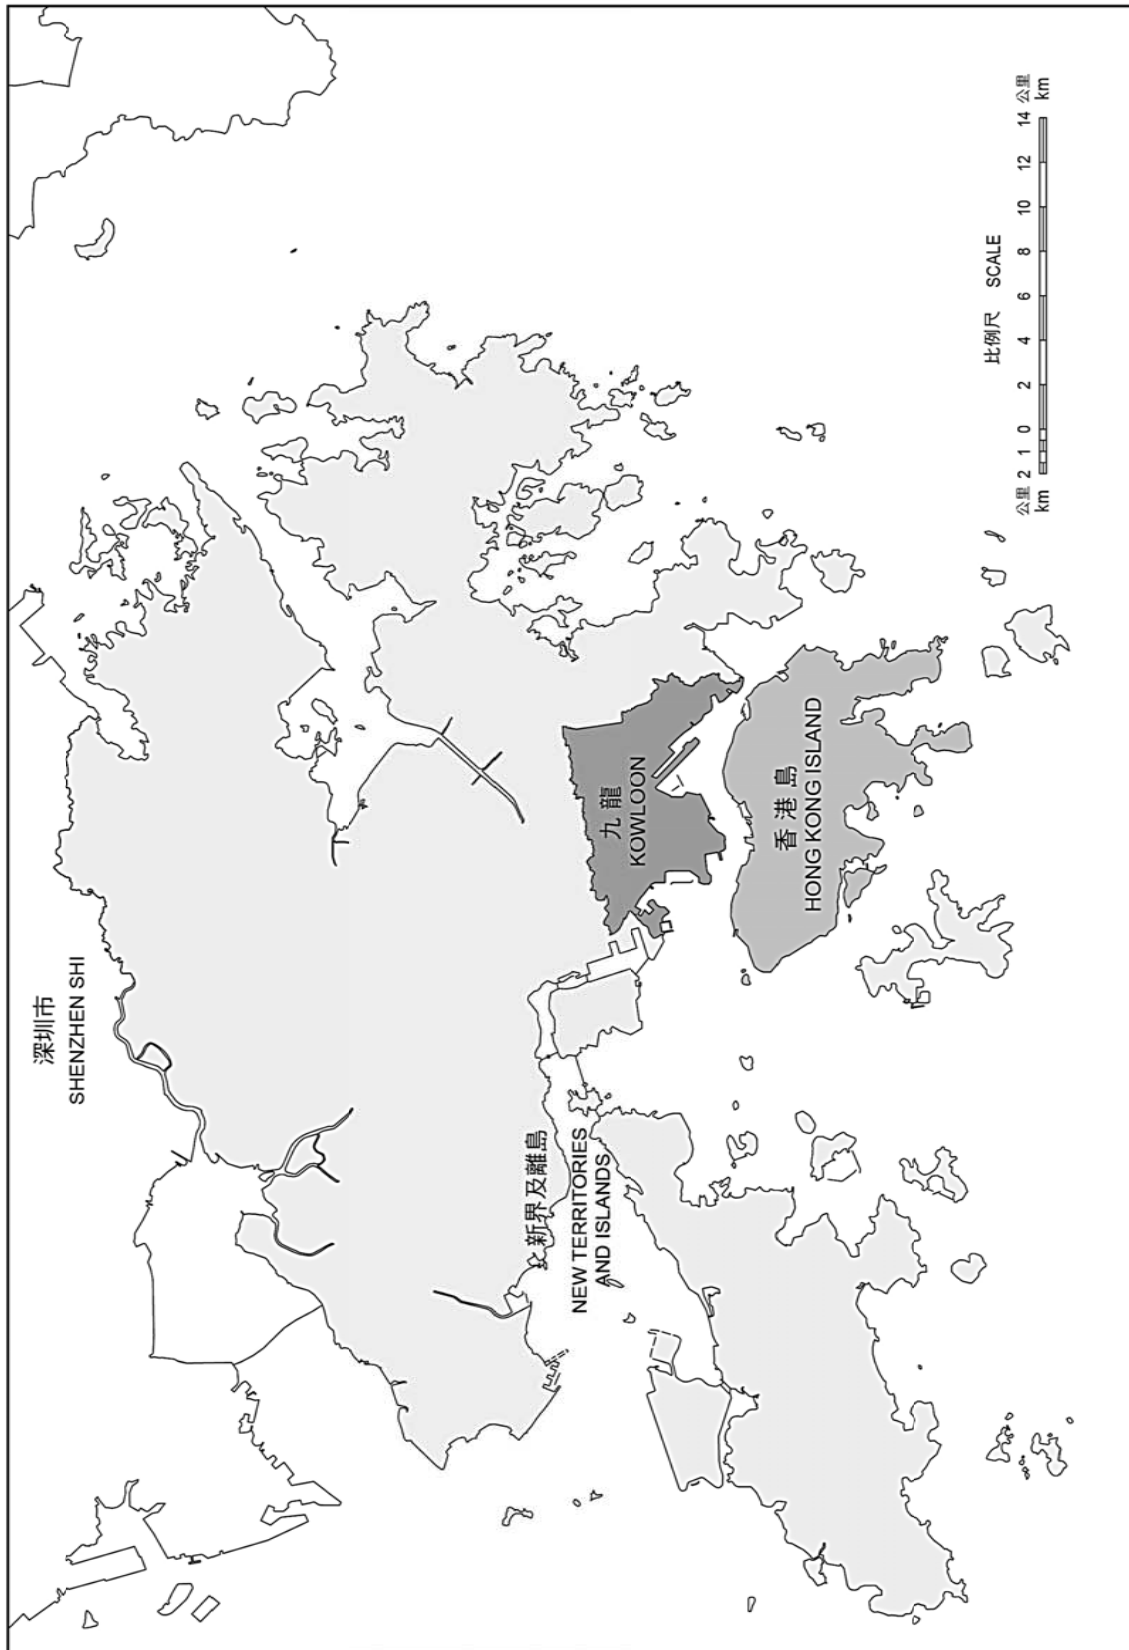 深圳市
SHENZHEN SHI
新界及離島
NEW TERRITORIES
AND ISLANDS
九龍
KOWLOON
香港島
HONG KONG ISLAND
比例尺 SCALE
公里 2 1 0 2 4 6 8 10 12 14 公里
km km